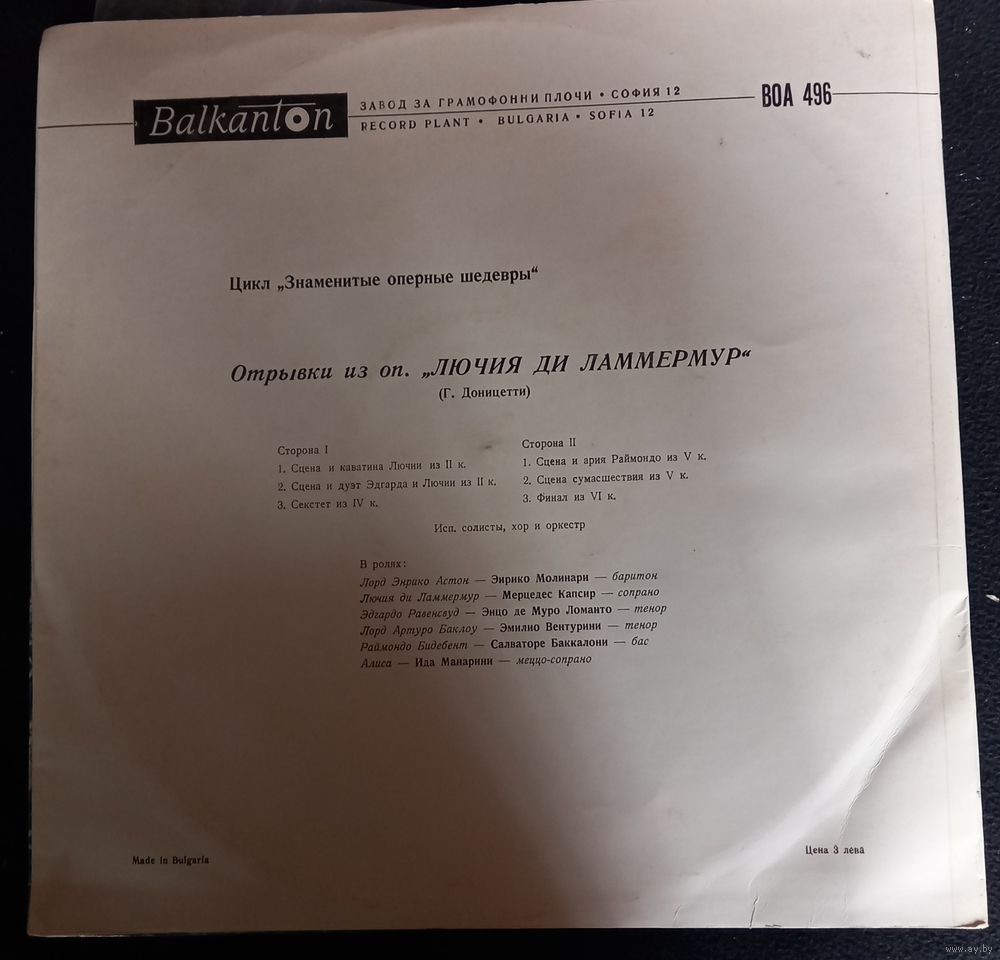 Balkanton
ЗАВОД ЗА ГРАМОФОННИ ПЛОЧИ • СОФИЯ 12
RECORD PLANT • BULGARIA • SOFIA 12
ВОА 496
Цикл „Знаменитые оперные шедевры“
Отрывки из оп. „ЛЮЧИЯ ДИ ЛАММЕРМУР“
(Г. Доницетти)
Сторона I
1. Сцена и каватина Лючии из II к.
2. Сцена и дуэт Эдгарда и Лючии из II к.
3. Секстет из IV к.
Сторона II
1. Сцена и ария Раймондо из V к.
2. Сцена сумасшествия из V к.
3. Финал из VI к.
Исп. солисты, хор и оркестр
В ролях:
Лорд Энрико Астон — Энрико Молинари — баритон
Лючия ди Ламмермур — Мерцедес Капсир — сопрано
Эдгардо Равенсвуд — Энцо де Муро Ломанто — тенор
Лорд Артуро Баклоу — Эмилио Вентурини — тенор
Раймондо Бидебент — Салваторе Баккалони — бас
Алиса — Ида Манарини — меццо-сопрано
Made in Bulgaria
Цена 3 лева
www.ay.by